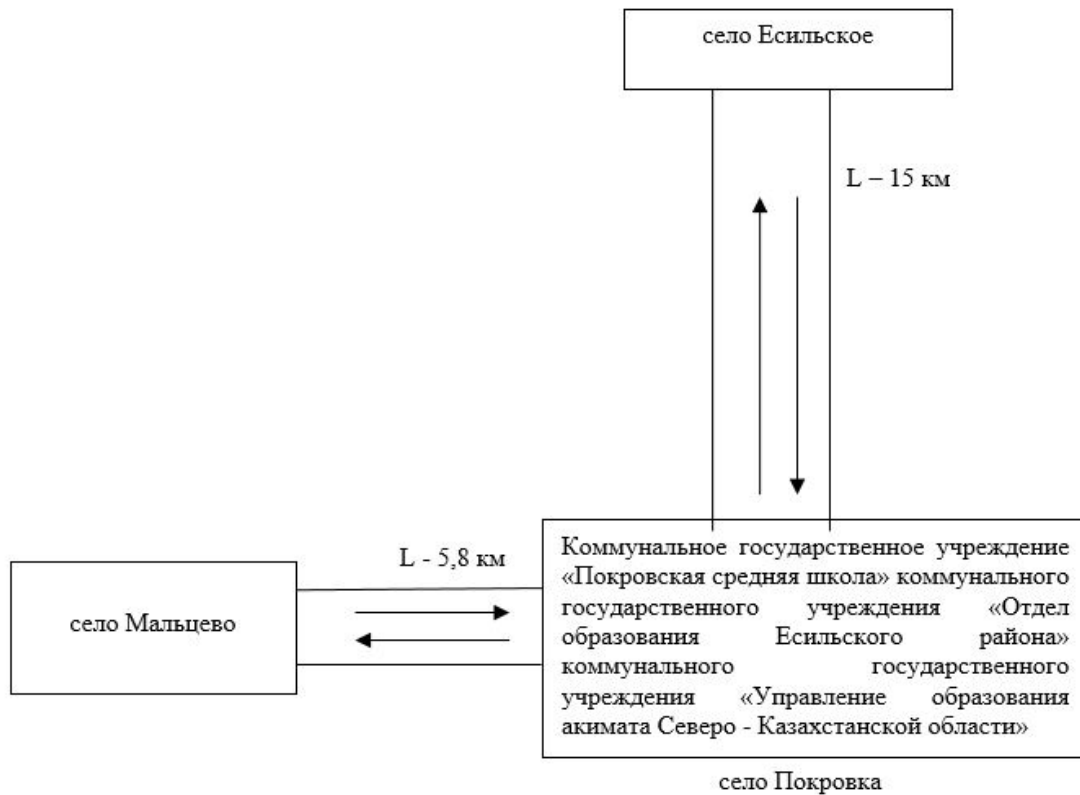 село Есильское
L – 15 км
L - 5,8 км
село Мальцево
Коммунальное государственное учреждение
«Покровская средняя школа» коммунального
государственного учреждения «Отдел
образования Есильского района»
коммунального государственного
учреждения «Управление образования
акимата Северо - Казахстанской области»
село Покровка